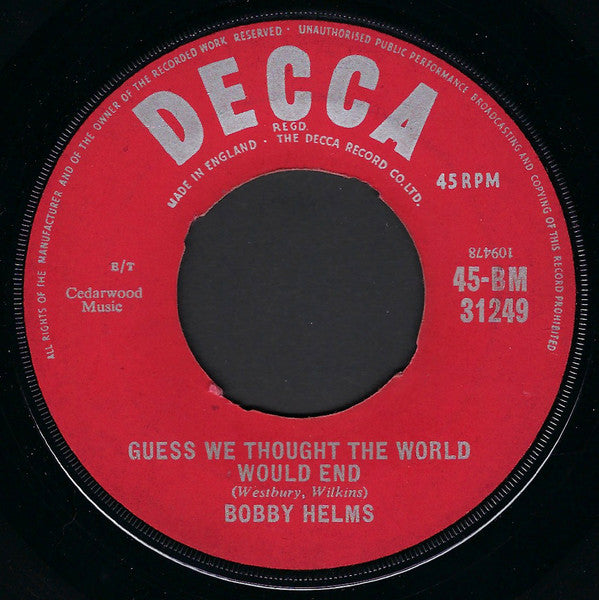 ALL RIGHTS OF THE MANUFACTURER AND OF THE OWNER OF THE RECORDED WORK RESERVED · UNAUTHORISED PUBLIC PERFORMANCE BROADCASTING AND COPYING OF THIS RECORD PROHIBITED
DECCA
REGD.
MADE IN ENGLAND · THE DECCA RECORD CO. LTD.
45 RPM
109478
E/T
Cedarwood
Music
45-BM
31249
GUESS WE THOUGHT THE WORLD
WOULD END
(Westbury, Wilkins)
BOBBY HELMS